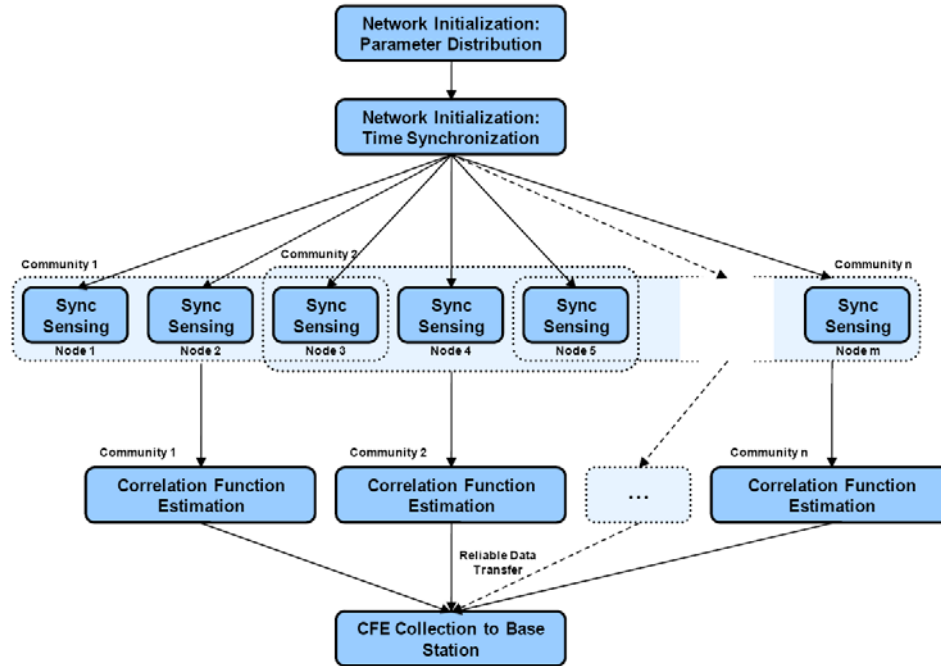 Network Initialization:
Parameter Distribution
Network Initialization:
Time Synchronization
Community 1
Community 2
Community n
Sync
Sensing
Node 1
Sync
Sensing
Node 2
Sync
Sensing
Node 3
Sync
Sensing
Node 4
Sync
Sensing
Node 5
Sync
Sensing
Node m
Community 1
Correlation Function
Estimation
Community 2
Correlation Function
Estimation
...
Community n
Correlation Function
Estimation
Reliable Data
Transfer
CFE Collection to Base
Station